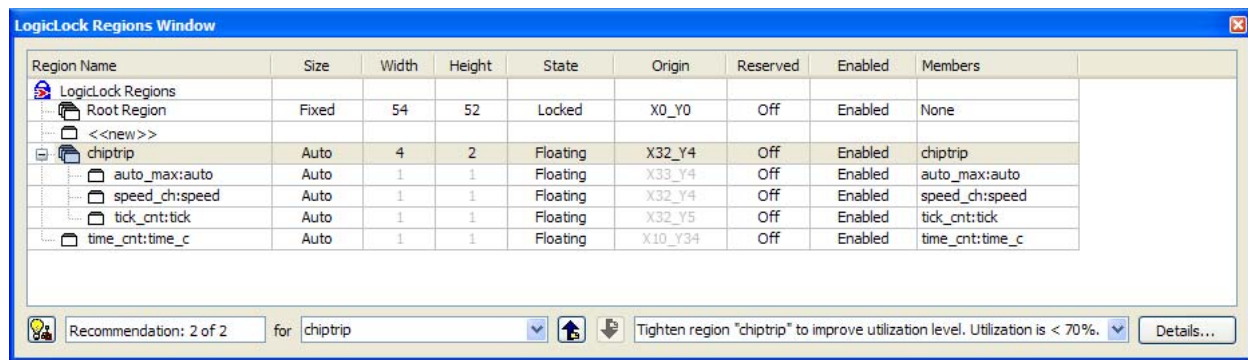 LogicLock Regions Window
Region Name Size Width Height State Origin Reserved Enabled Members
LogicLock Regions
Root Region Fixed 54 52 Locked X0_Y0 Off Enabled None
<<new>>
chiptrip Auto 4 2 Floating X32_Y4 Off Enabled chiptrip
auto_max:auto Auto 1 1 Floating X33_Y4 Off Enabled auto_max:auto
speed_ch:speed Auto 1 1 Floating X32_Y4 Off Enabled speed_ch:speed
tick_cnt:tick Auto 1 1 Floating X32_Y5 Off Enabled tick_cnt:tick
time_cnt:time_c Auto 1 1 Floating X10_Y34 Off Enabled time_cnt:time_c
Recommendation: 2 of 2 for chiptrip Tighten region "chiptrip" to improve utilization level. Utilization is < 70%. Details...